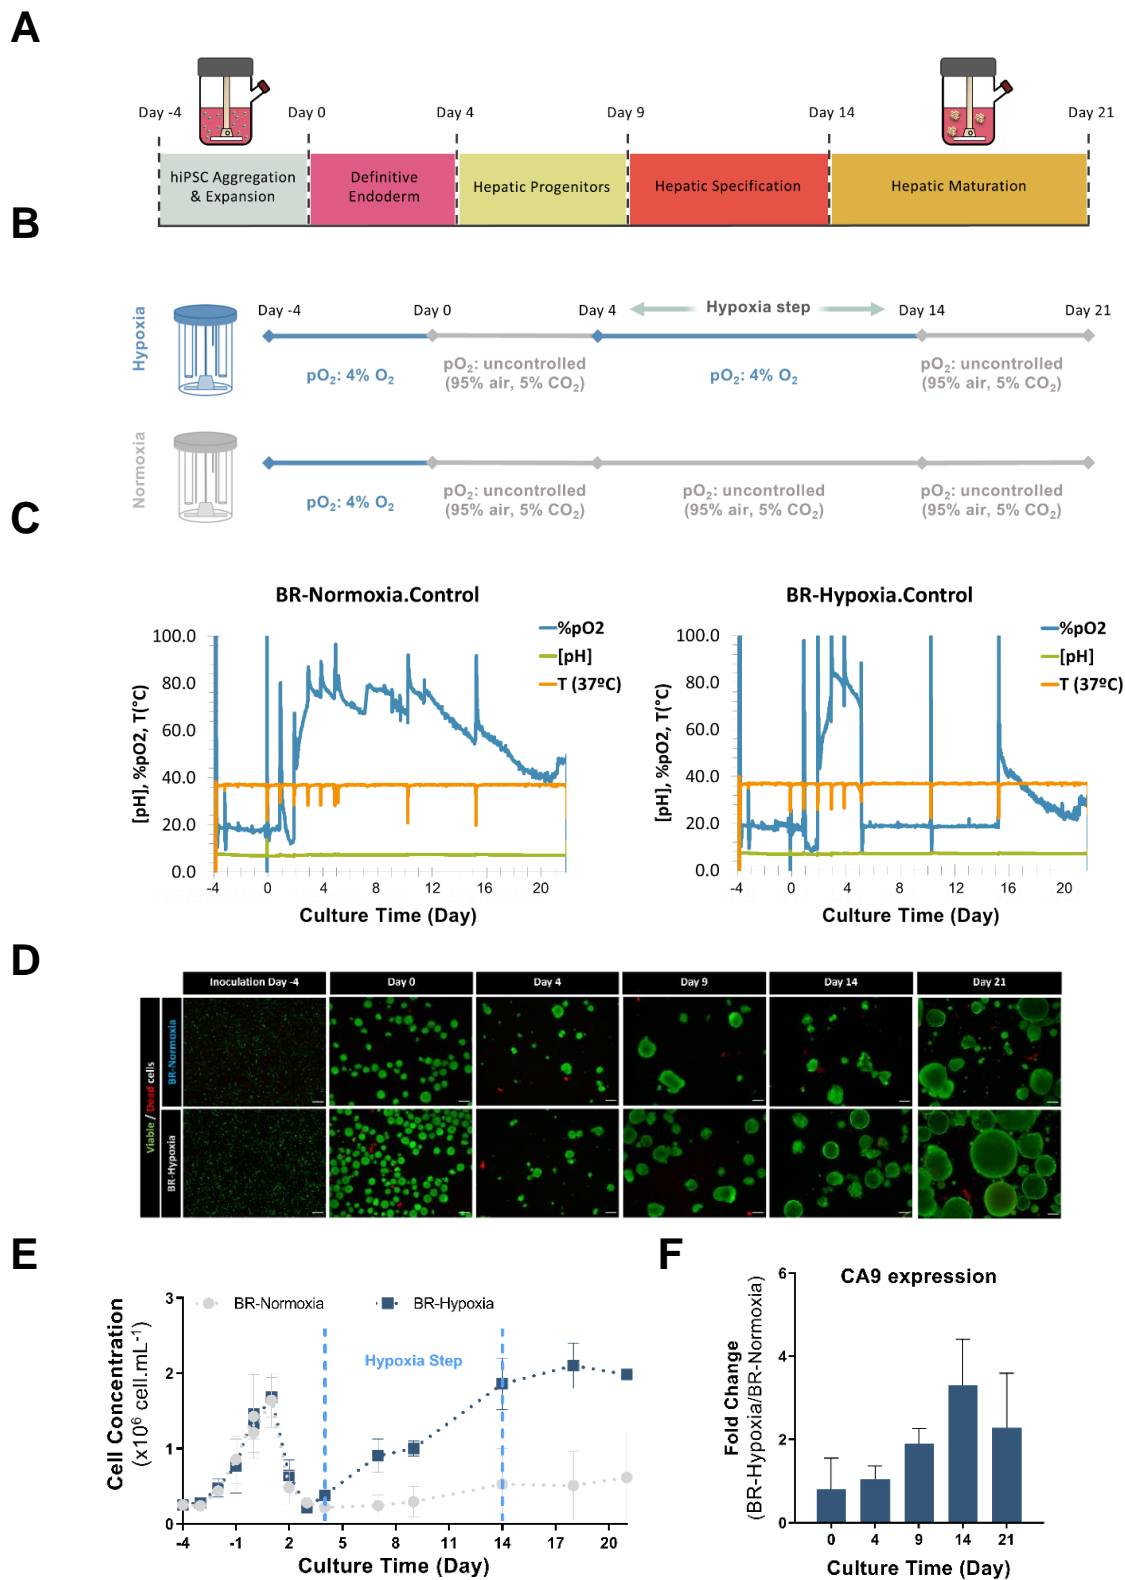 A
Day -4
Day 0
Day 4
Day 9
Day 14
Day 21
hiPSC Aggregation
& Expansion
Definitive
Endoderm
Hepatic Progenitors
Hepatic Specification
Hepatic Maturation
B
Hypoxia
Day -4
Day 0
Day 4
Hypoxia step
Day 14
Day 21
pO₂: 4% O₂
pO₂: uncontrolled
(95% air, 5% CO₂)
pO₂: 4% O₂
pO₂: uncontrolled
(95% air, 5% CO₂)
Normoxia
pO₂: 4% O₂
pO₂: uncontrolled
(95% air, 5% CO₂)
pO₂: uncontrolled
(95% air, 5% CO₂)
pO₂: uncontrolled
(95% air, 5% CO₂)
C
BR-Normoxia.Control
%pO2
[pH]
T (37ºC)
[pH], %pO2, T(°C)
100.0
80.0
60.0
40.0
20.0
0.0
-4 0 4 8 12 16 20
Culture Time (Day)
BR-Hypoxia.Control
%pO2
[pH]
T (37ºC)
[pH], %pO2, T(°C)
100.0
80.0
60.0
40.0
20.0
0.0
-4 0 4 8 12 16 20
Culture Time (Day)
D
Inoculation Day -4
Day 0
Day 4
Day 9
Day 14
Day 21
Viable / Dead cells
BR-Normoxia
BR-Hypoxia
E
BR-Normoxia
BR-Hypoxia
Hypoxia Step
Cell Concentration
(x10⁶ cell.mL⁻¹)
3
2
1
0
-4 -1 2 5 8 11 14 17 20
Culture Time (Day)
F
CA9 expression
Fold Change
(BR-Hypoxia/BR-Normoxia)
6
4
2
0
0 4 9 14 21
Culture Time (Day)